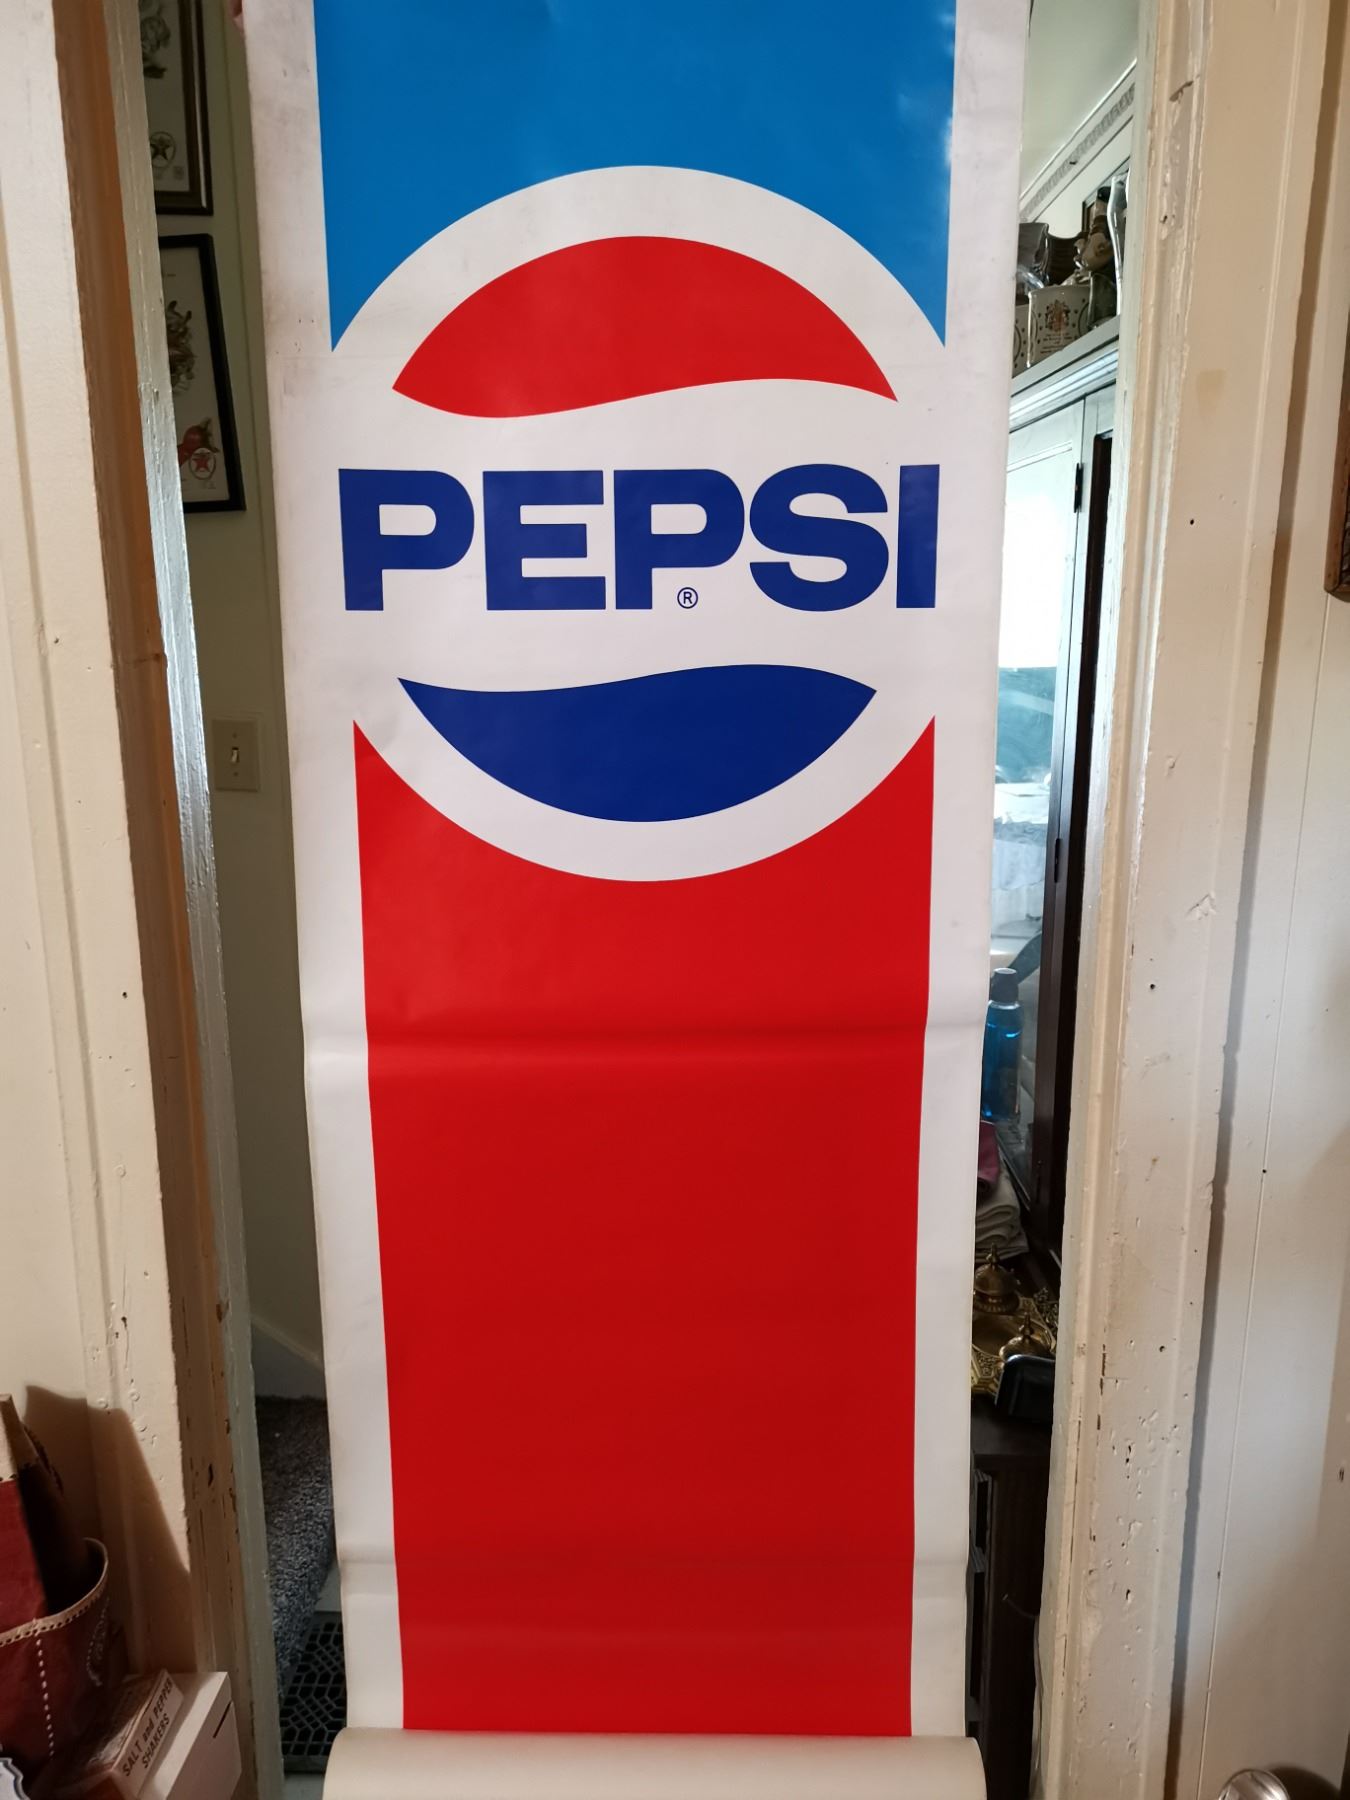 PEPSI
®
SALT and PEPPER
SHAKERS